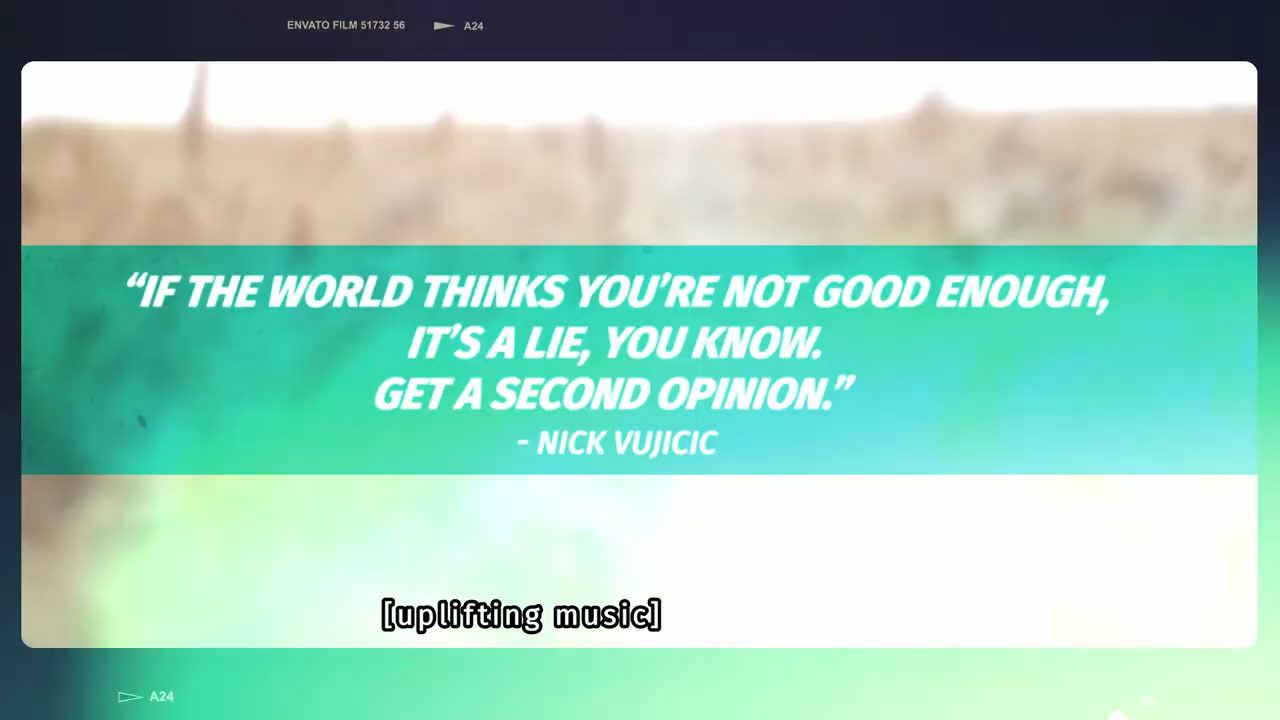 ENVATO FILM 51732 56 A24
“IF THE WORLD THINKS YOU’RE NOT GOOD ENOUGH,
IT’S A LIE, YOU KNOW.
GET A SECOND OPINION.”
- NICK VUJICIC
[uplifting music]
A24